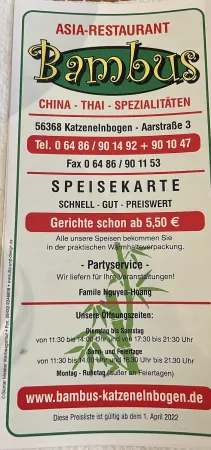 ASIA-RESTAURANT
Bambus
CHINA - THAI - SPEZIALITÄTEN
56368 Katzenelnbogen - Aarstraße 3
Tel. 0 64 86 / 90 14 92 + 90 10 47
Fax 0 64 86 / 90 11 53
SPEISEKARTE
SCHNELL - GUT - PREISWERT
Gerichte schon ab 5,50 €
Alle unsere Speisen bekommen Sie
in der praktischen Warmhalteverpackung.
- Partyservice -
Wir liefern für Ihre Veranstaltungen!
Familie Nguyen-Hoang
Unsere Öffnungszeiten:
Dienstag bis Samstag
von 11:30 bis 14:00 Uhr und von 17:30 bis 21:30 Uhr
Sonn- und Feiertage
von 11:30 bis 14:00 Uhr und von 17:30 bis 21:30 Uhr
Montag - Ruhetag (außer an Feiertagen)
www.bambus-katzenelnbogen.de
Diese Preisliste ist gültig ab dem 1. April 2022